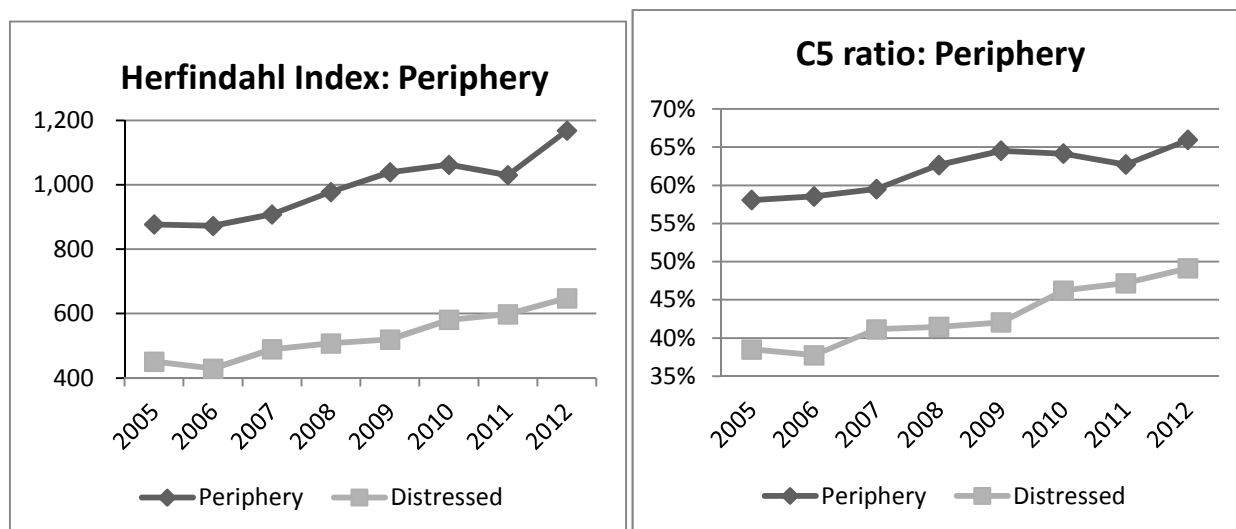 Herfindahl Index: Periphery
1,200
1,000
800
600
400
2005 2006 2007 2008 2009 2010 2011 2012
Periphery Distressed
C5 ratio: Periphery
70%
65%
60%
55%
50%
45%
40%
35%
2005 2006 2007 2008 2009 2010 2011 2012
Periphery Distressed